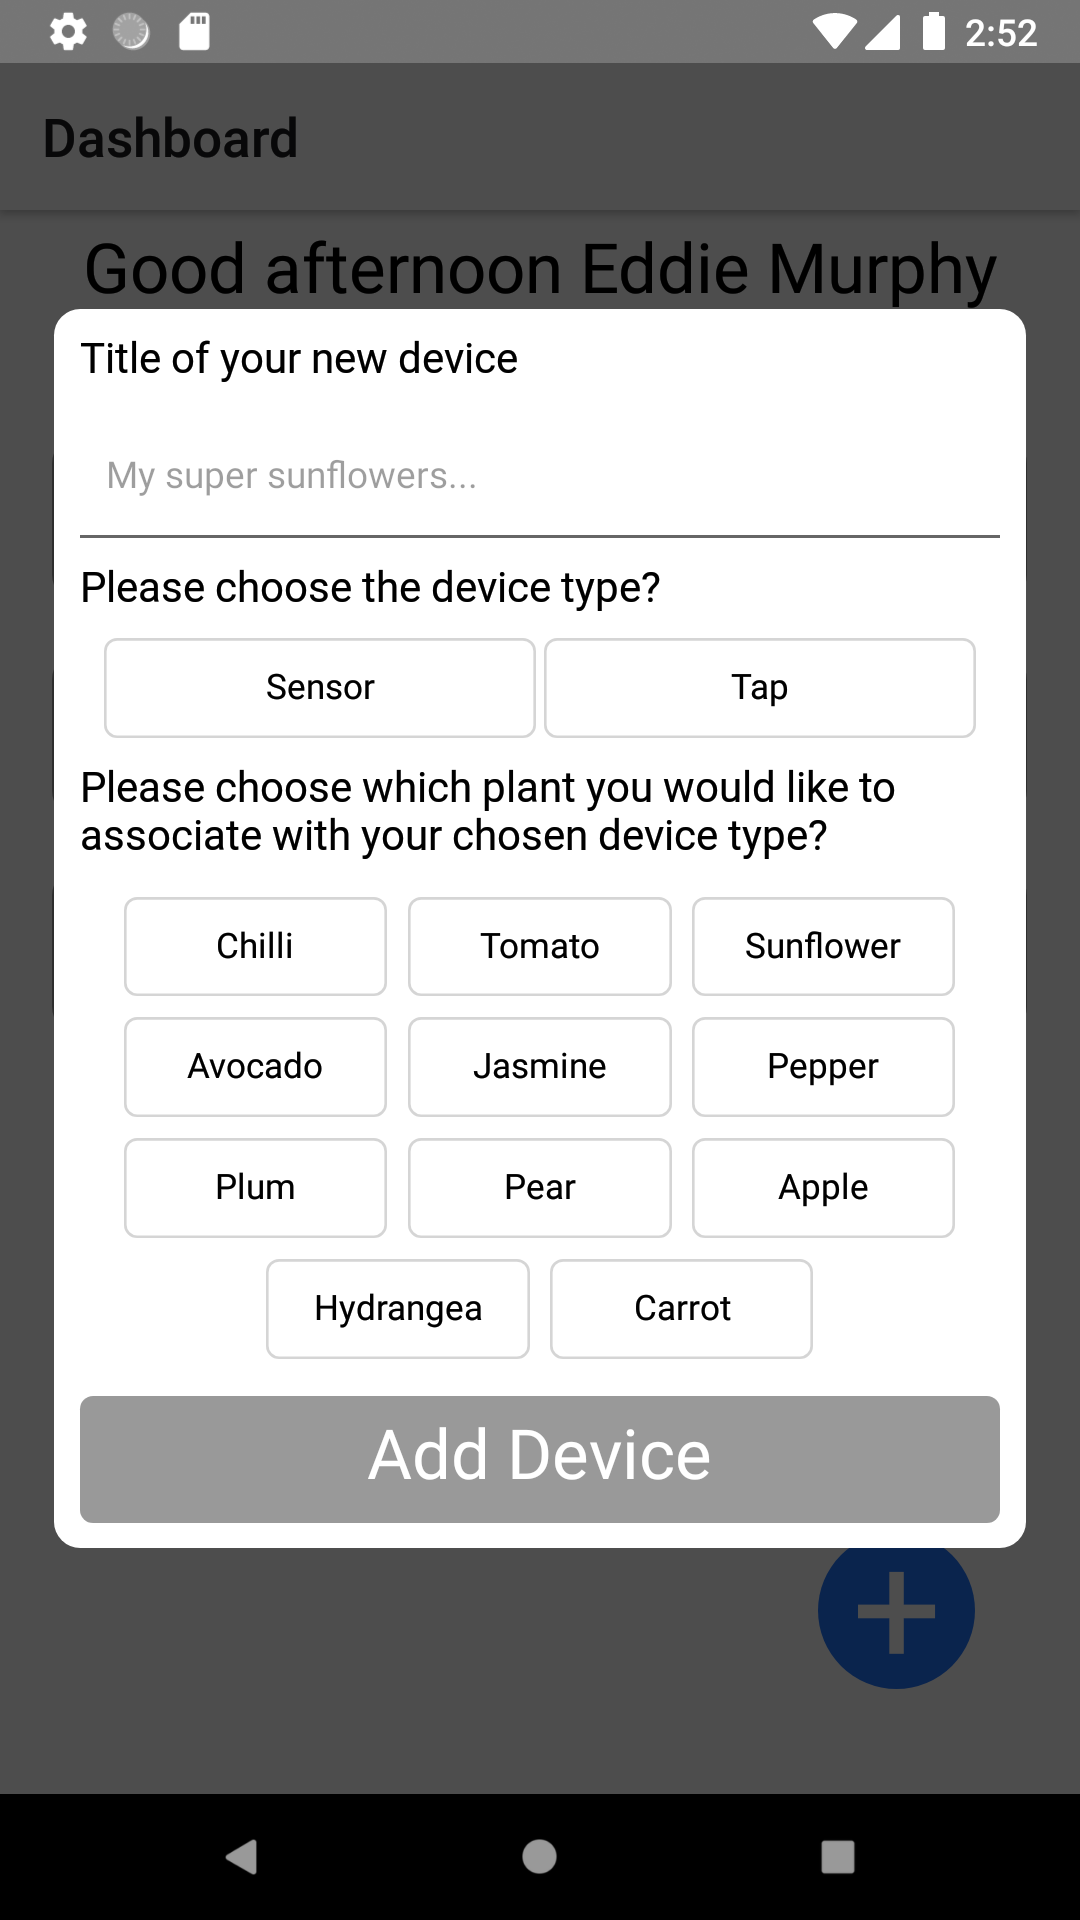 2:52
Dashboard
Good afternoon Eddie Murphy
Title of your new device
My super sunflowers...
Please choose the device type?
Sensor Tap
Please choose which plant you would like to
associate with your chosen device type?
Chilli Tomato Sunflower
Avocado Jasmine Pepper
Plum Pear Apple
Hydrangea Carrot
Add Device